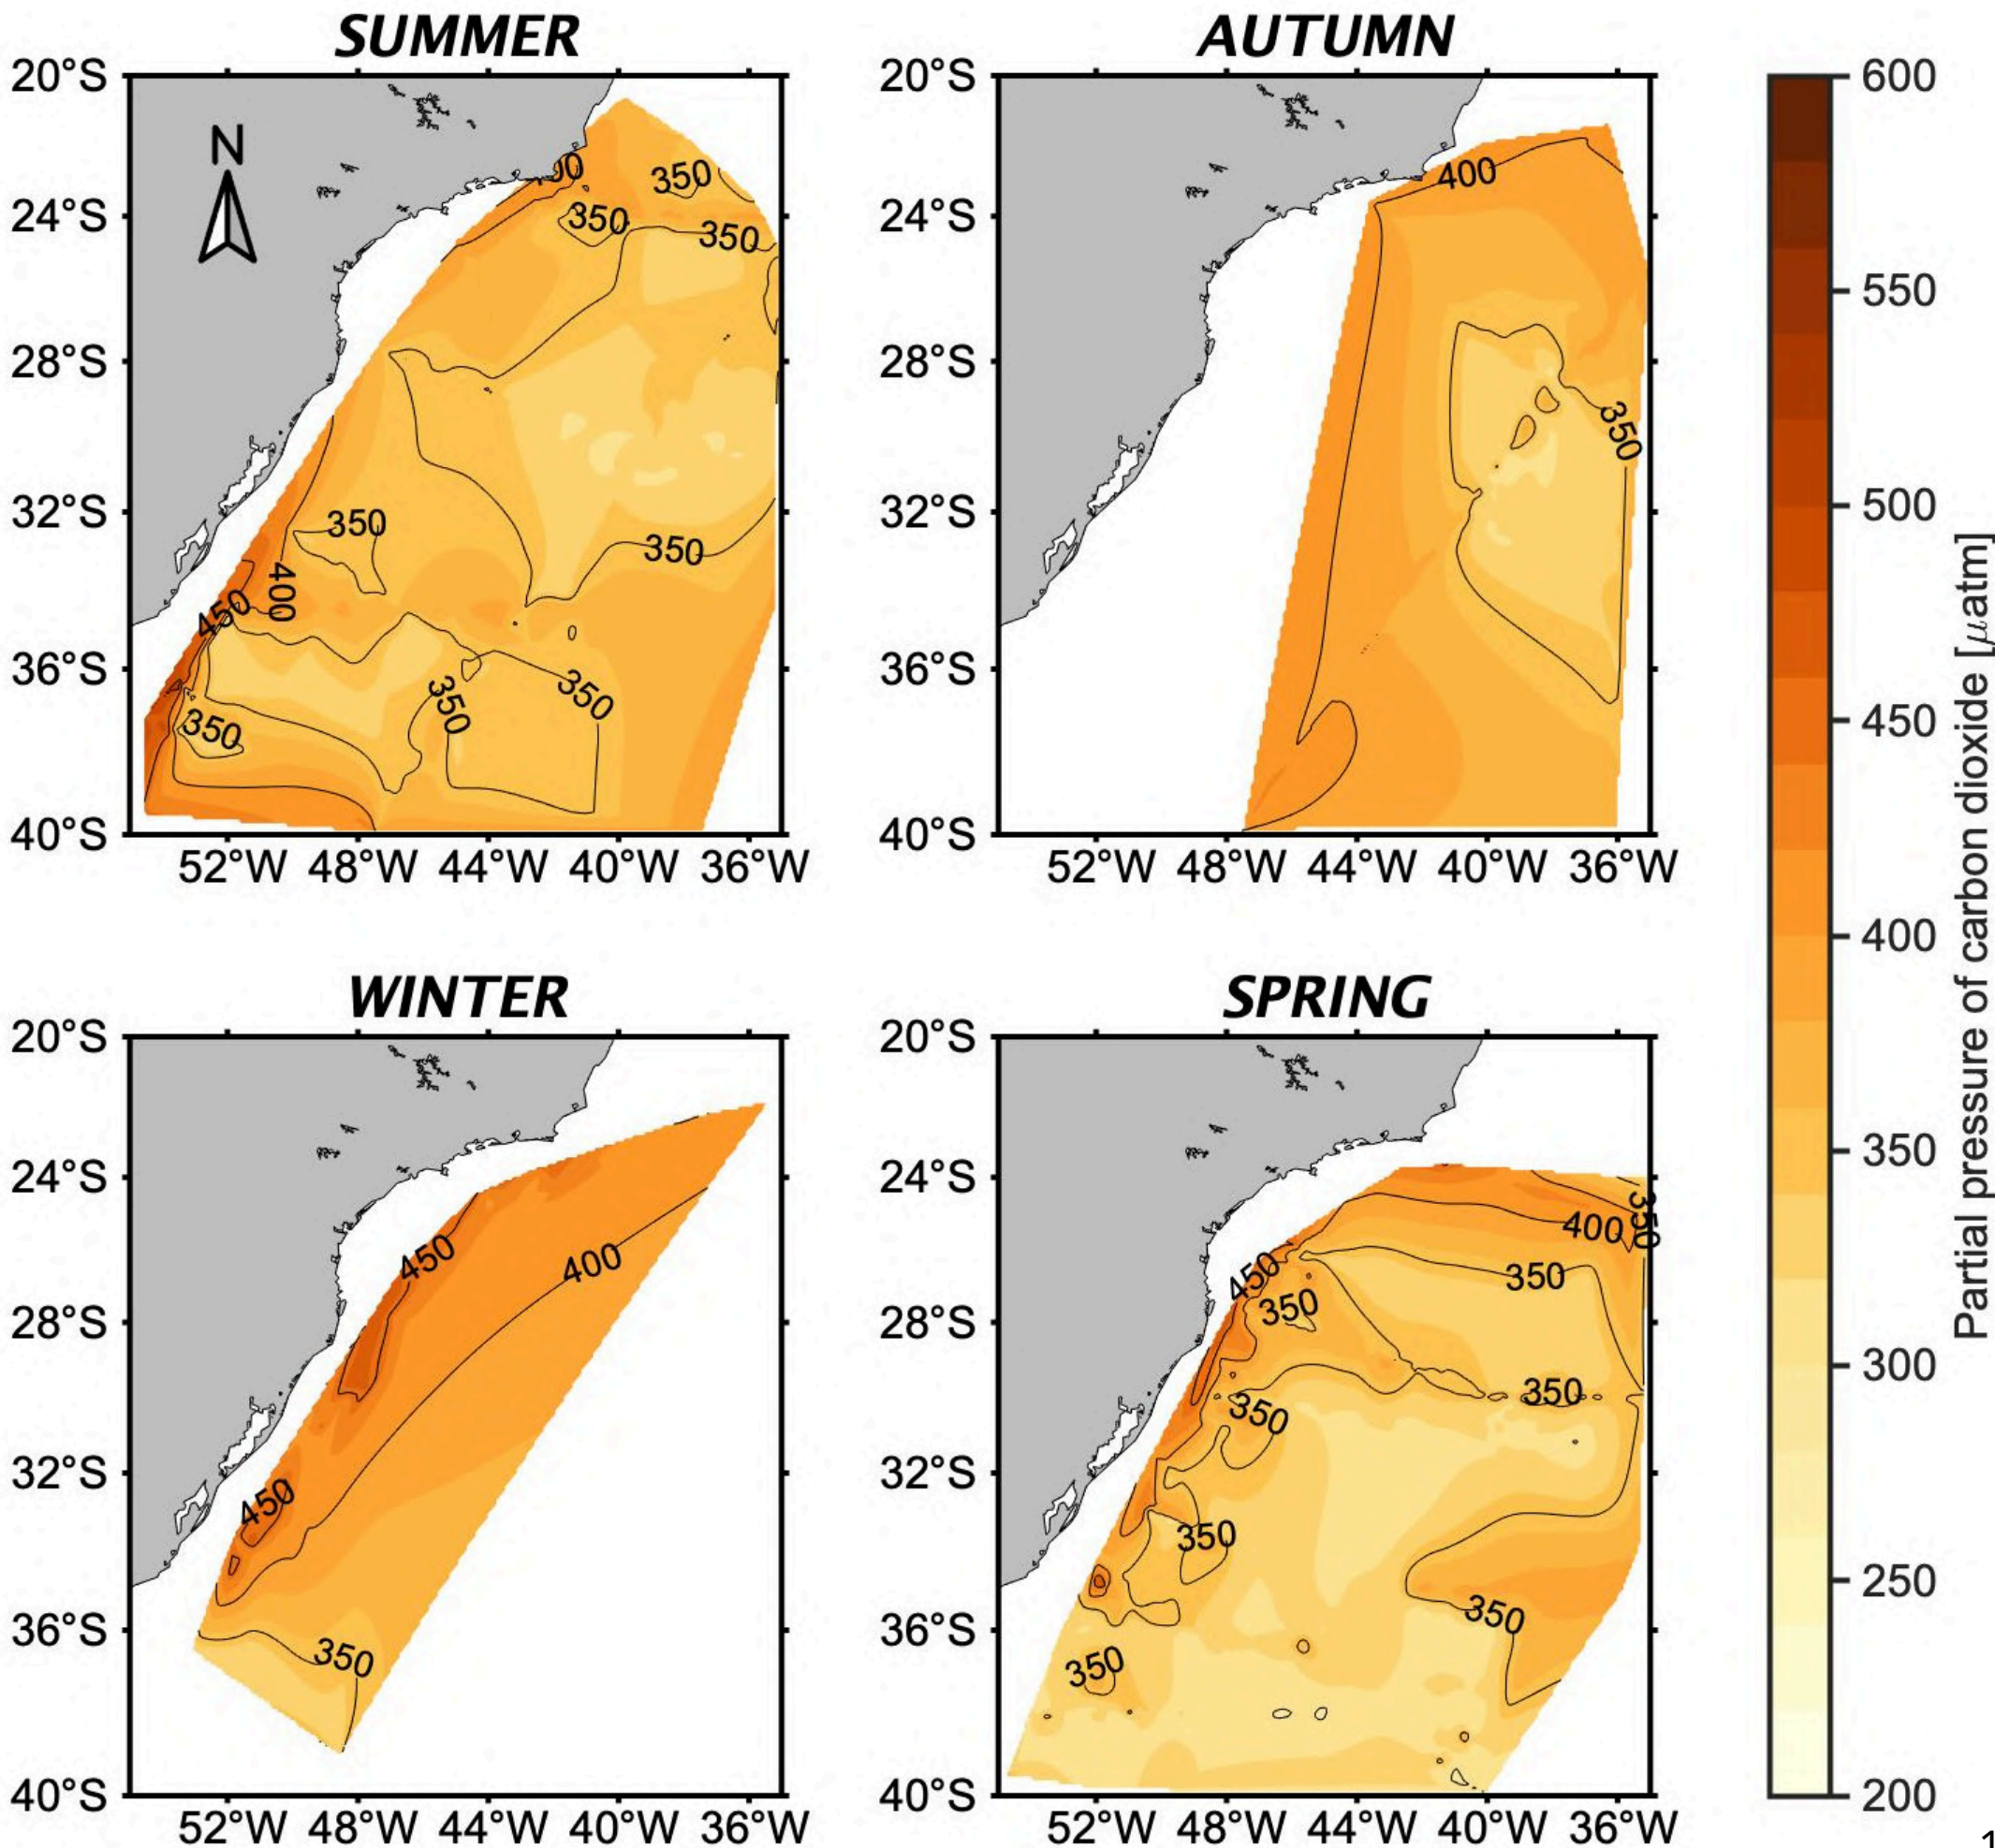 SUMMER
20°S
24°S
28°S
32°S
36°S
40°S
52°W 48°W 44°W 40°W 36°W
N
350
350
350
350
400
450
350
350
350
350
AUTUMN
20°S
24°S
28°S
32°S
36°S
40°S
52°W 48°W 44°W 40°W 36°W
400
350
WINTER
20°S
24°S
28°S
32°S
36°S
40°S
52°W 48°W 44°W 40°W 36°W
450
400
450
350
SPRING
20°S
24°S
28°S
32°S
36°S
40°S
52°W 48°W 44°W 40°W 36°W
350
400
350
450
350
350
350
350
350
350
600
550
500
450
400
350
300
250
200
Partial pressure of carbon dioxide [μatm]
1